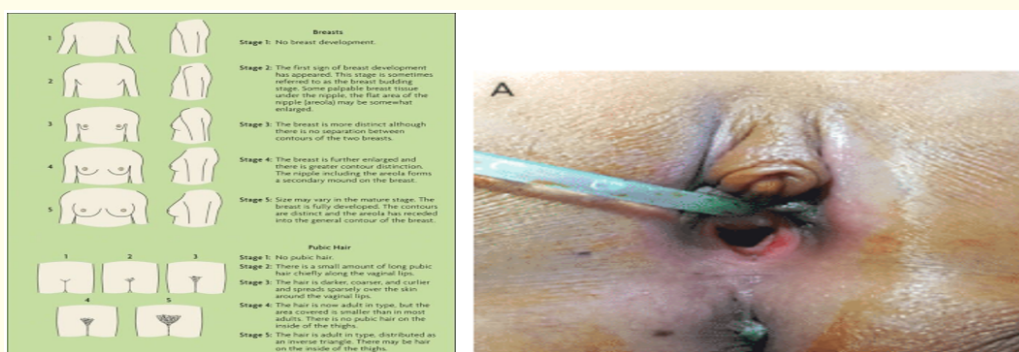 Breasts
1
Stage 1: No breast development.
2
Stage 2: The first sign of breast development
has appeared. This stage is sometimes
referred to as the breast budding
stage. Some palpable breast tissue
under the nipple, the flat area of the
nipple (areola) may be somewhat
enlarged.
3
Stage 3: The breast is more distinct although
there is no separation between
contours of the two breasts.
4
Stage 4: The breast is further enlarged and
there is greater contour distinction.
The nipple including the areola forms
a secondary mound on the breast.
5
Stage 5: Size may vary in the mature stage. The
breast is fully developed. The contours
are distinct and the areola has receded
into the general contour of the breast.
Pubic Hair
1 2 3
4 5
Stage 1: No pubic hair.
Stage 2: There is a small amount of long pubic
hair chiefly along the vaginal lips.
Stage 3: The hair is darker, coarser, and curlier
and spreads sparsely over the skin
around the vaginal lips.
Stage 4: The hair is now adult in type, but the
area covered is smaller than in most
adults. There is no pubic hair on the
inside of the thighs.
Stage 5: The hair is adult in type, distributed as
an inverse triangle. There may be hair
on the inside of the thighs.
A